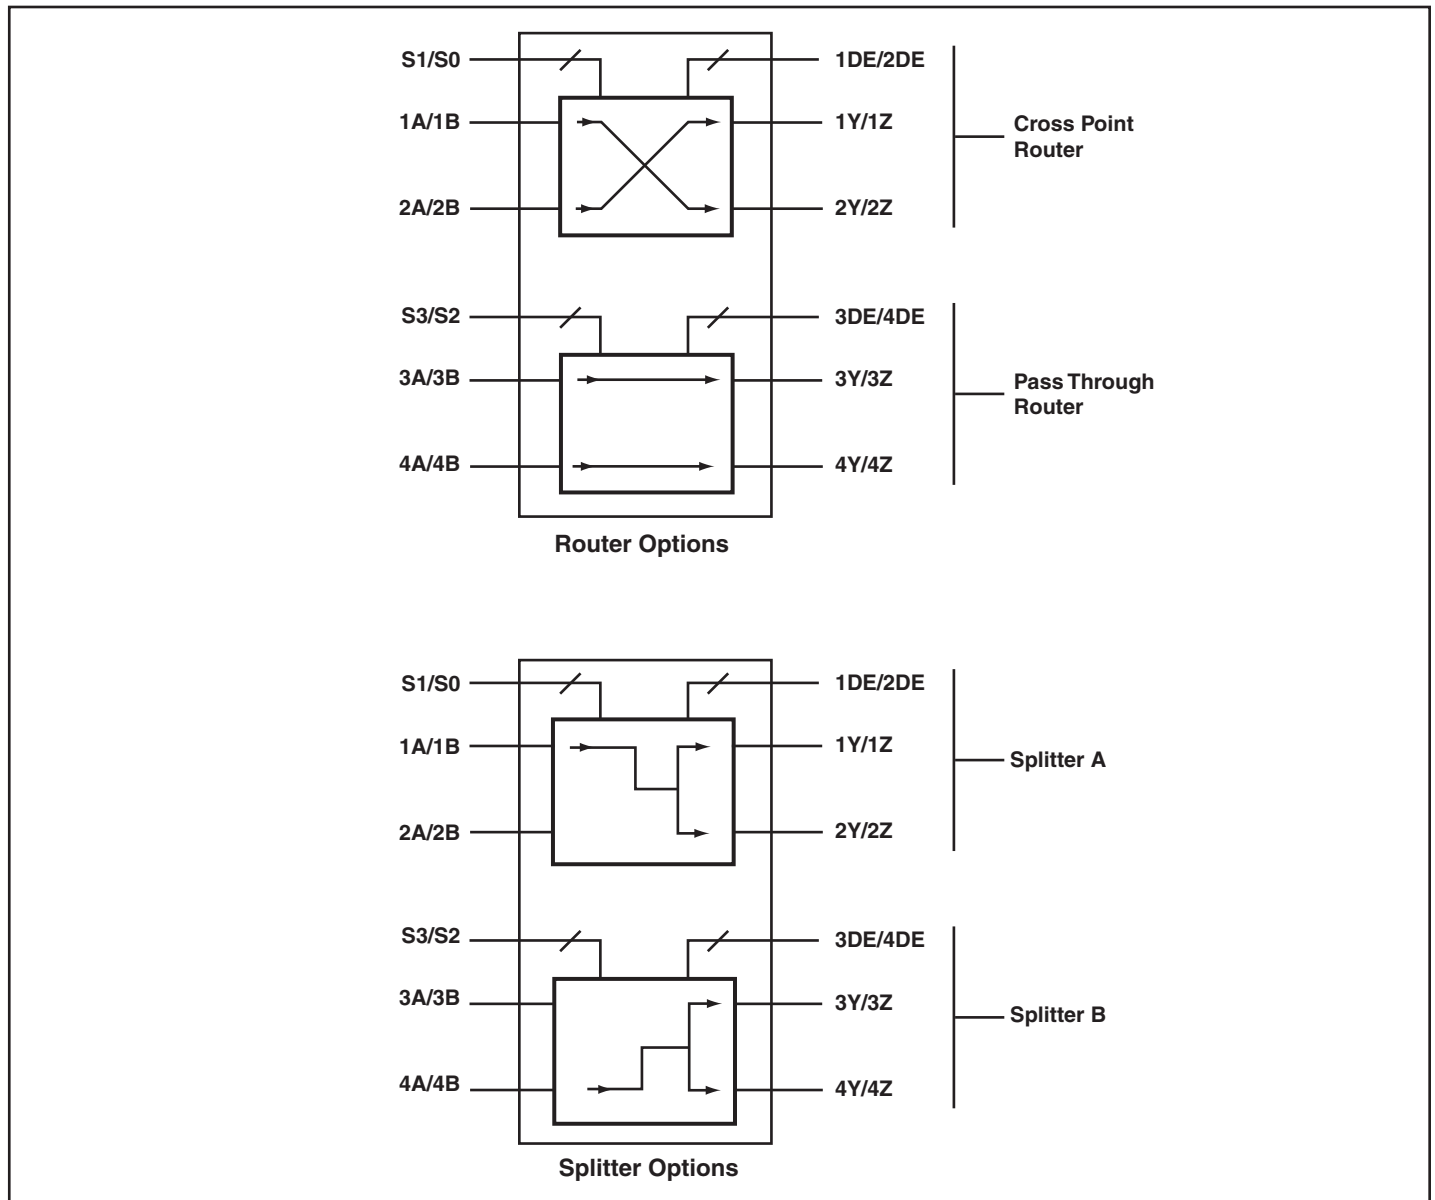 S1/S0
1DE/2DE
1A/1B
1Y/1Z
Cross Point
Router
2A/2B
2Y/2Z
S3/S2
3DE/4DE
3A/3B
3Y/3Z
Pass Through
Router
4A/4B
4Y/4Z
Router Options
S1/S0
1DE/2DE
1A/1B
1Y/1Z
Splitter A
2A/2B
2Y/2Z
S3/S2
3DE/4DE
3A/3B
3Y/3Z
Splitter B
4A/4B
4Y/4Z
Splitter Options